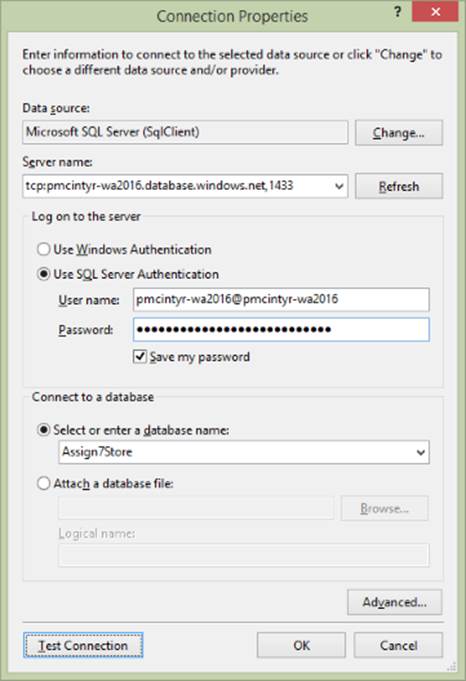 Connection Properties
? ×
Enter information to connect to the selected data source or click "Change" to
choose a different data source and/or provider.
Data source:
Microsoft SQL Server (SqlClient)
Change...
Server name:
tcp:pmcintyr-wa2016.database.windows.net,1433
Refresh
Log on to the server
Use Windows Authentication
Use SQL Server Authentication
User name:
pmcintyr-wa2016@pmcintyr-wa2016
Password:
●●●●●●●●●●●●●●●●●●●●●●●●●●●
Save my password
Connect to a database
Select or enter a database name:
Assign7Store
Attach a database file:
Browse...
Logical name:
Advanced...
Test Connection
OK
Cancel